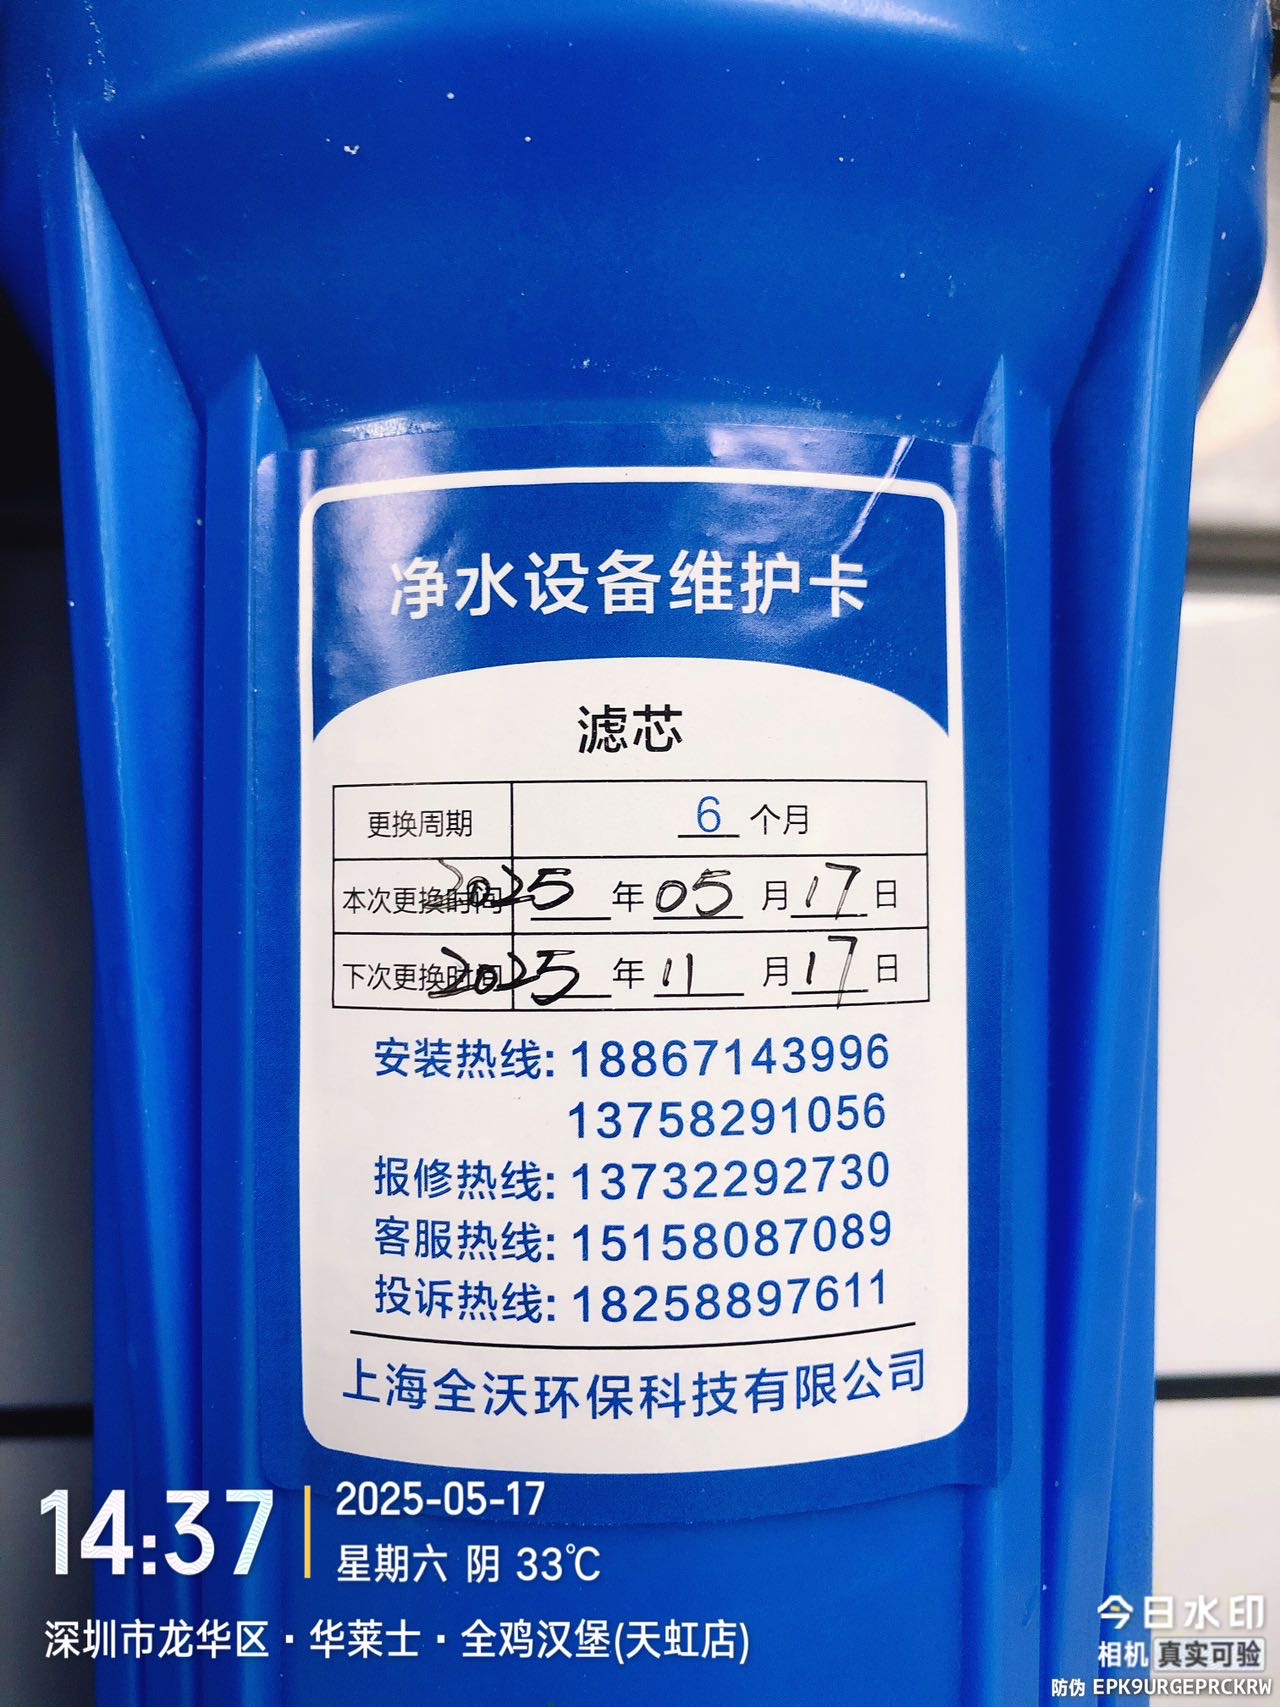 净水设备维护卡
滤芯
更换周期 6 个月
本次更换时间 2025 年 05 月 17 日
下次更换时间 2025 年 11 月 17 日
安装热线: 18867143996
13758291056
报修热线: 13732292730
客服热线: 15158087089
投诉热线: 18258897611
上海全沃环保科技有限公司
14:37
2025-05-17
星期六 阴 33℃
深圳市龙华区·华莱士·全鸡汉堡(天虹店)
今日水印
相机 真实可验
防伪 EPK9URGEPRCKRW